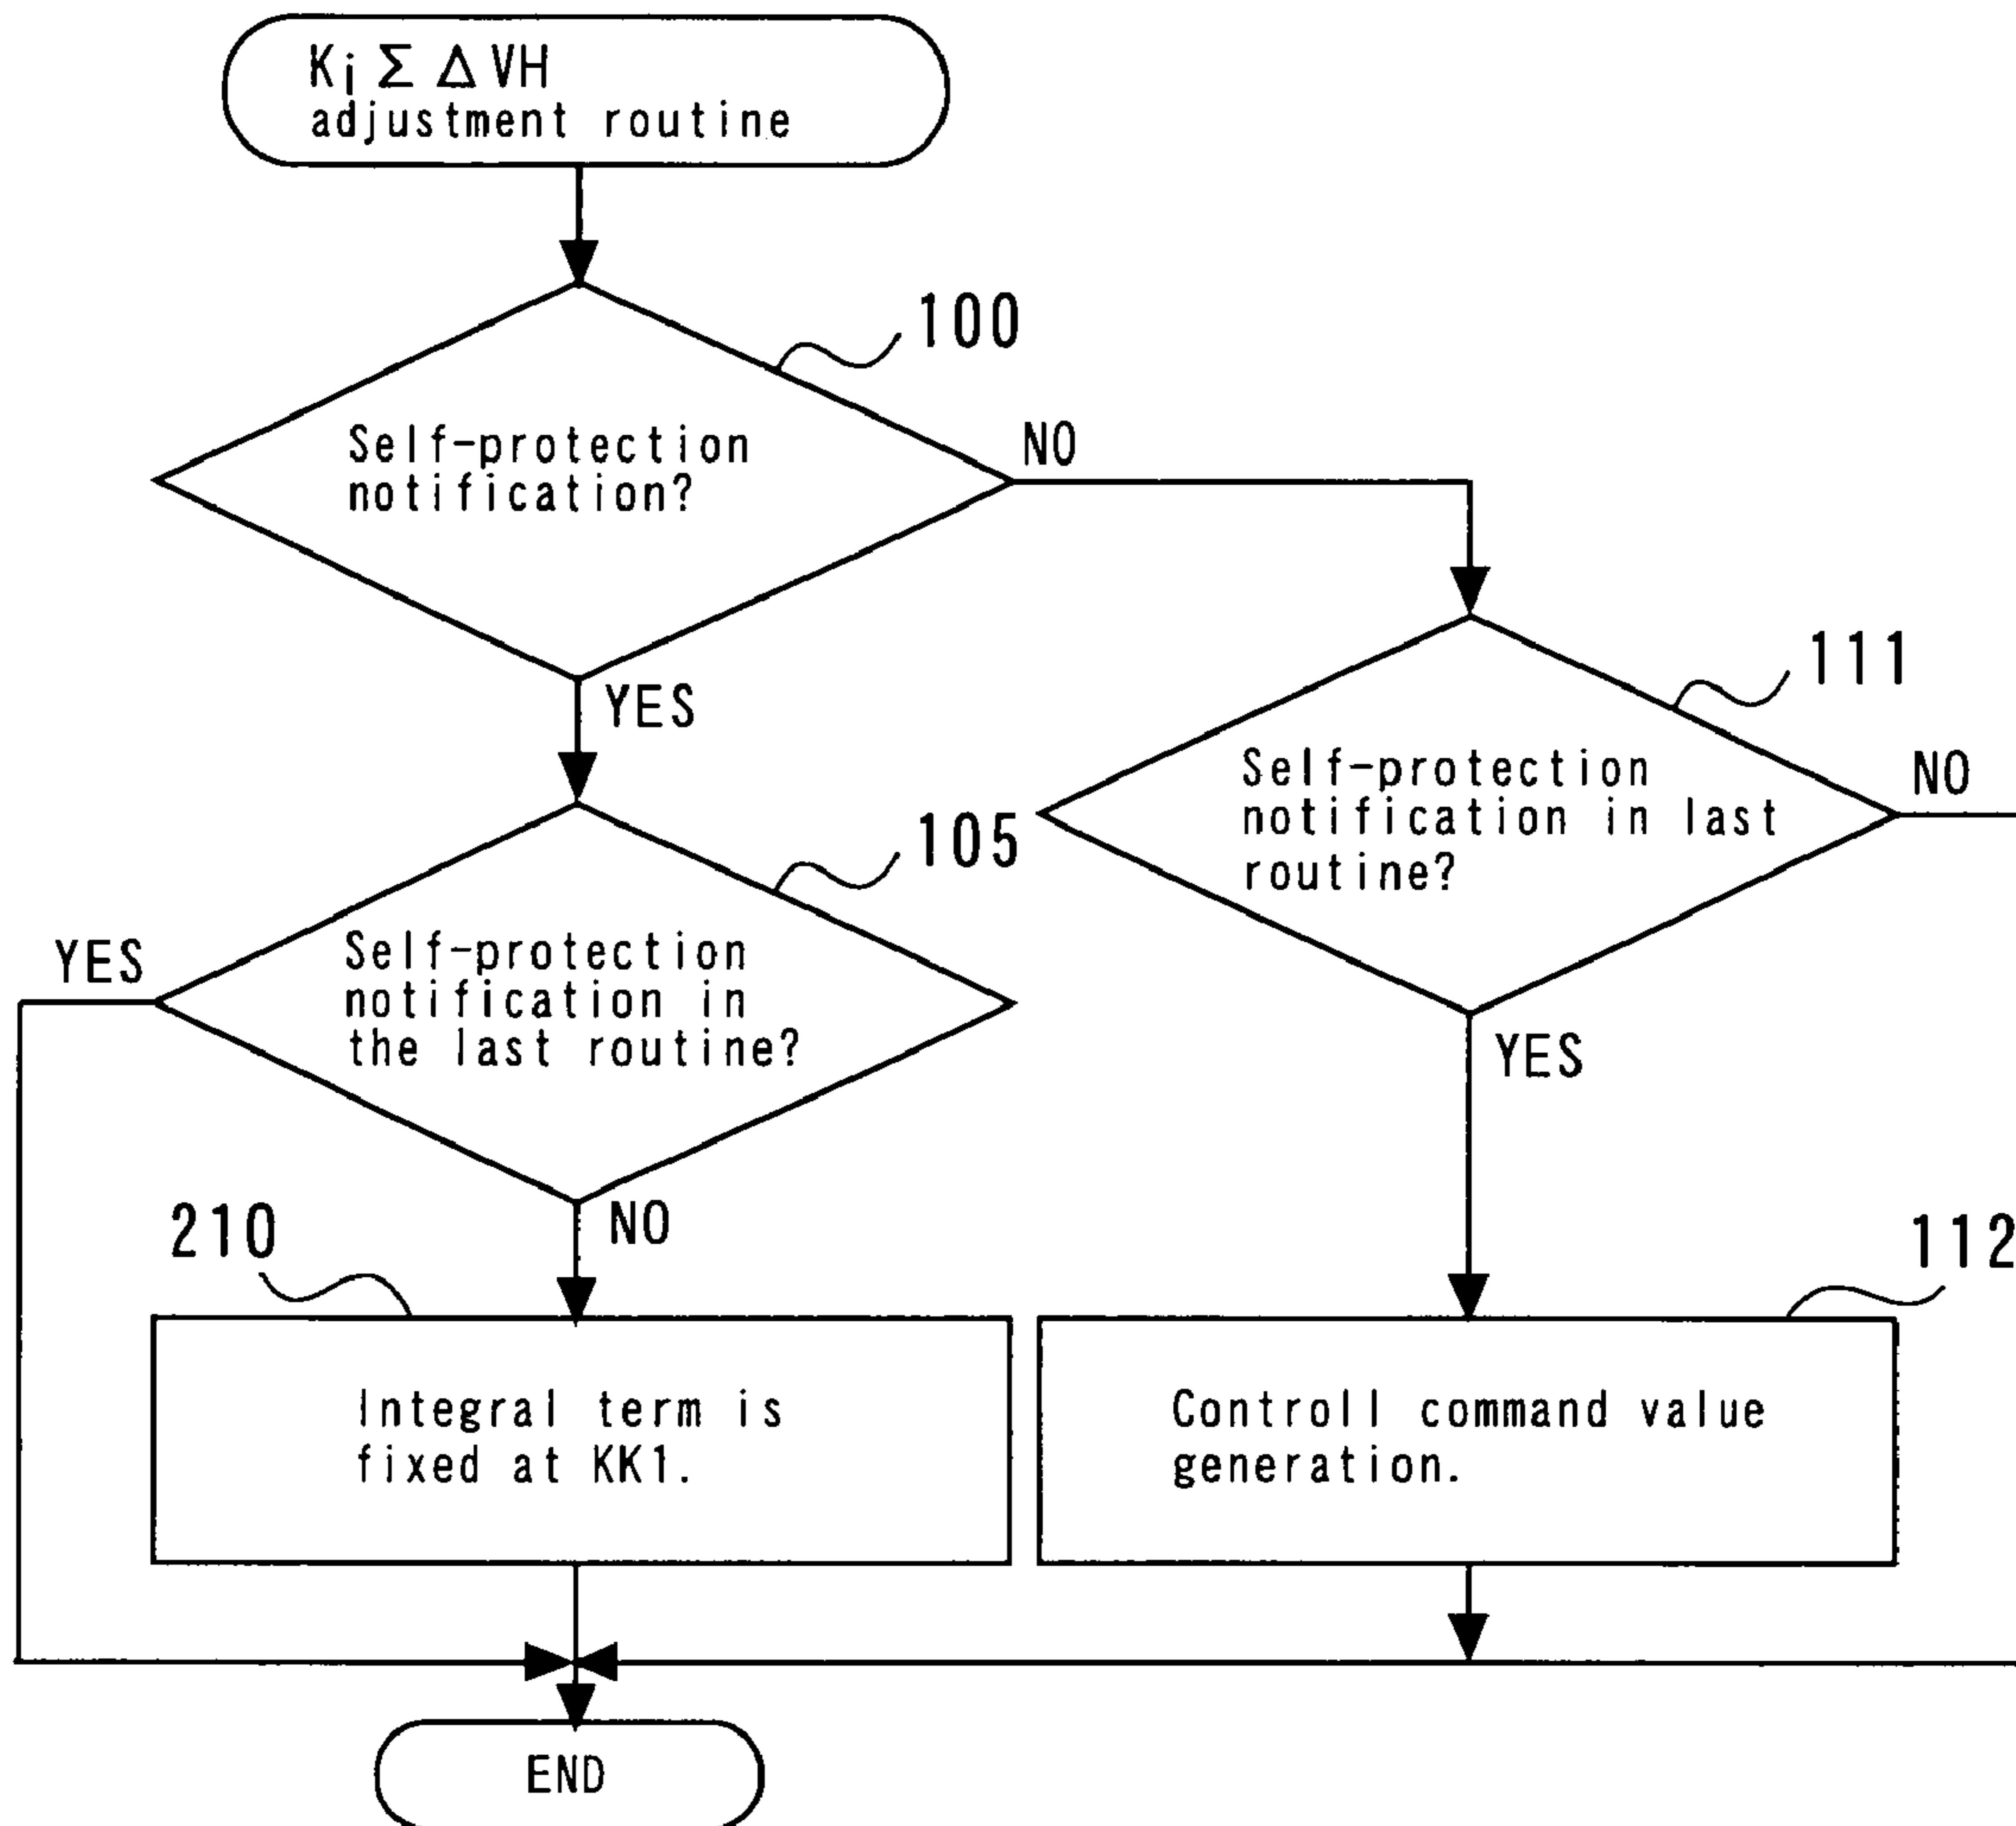 Ki Σ Δ VH
adjustment routine
100
Self-protection
notification?
NO
YES
111
Self-protection
notification in last
routine?
NO
YES
105
Self-protection
notification in
the last routine?
YES
NO
210
Integral term is
fixed at KK1.
112
Controll command value
generation.
END